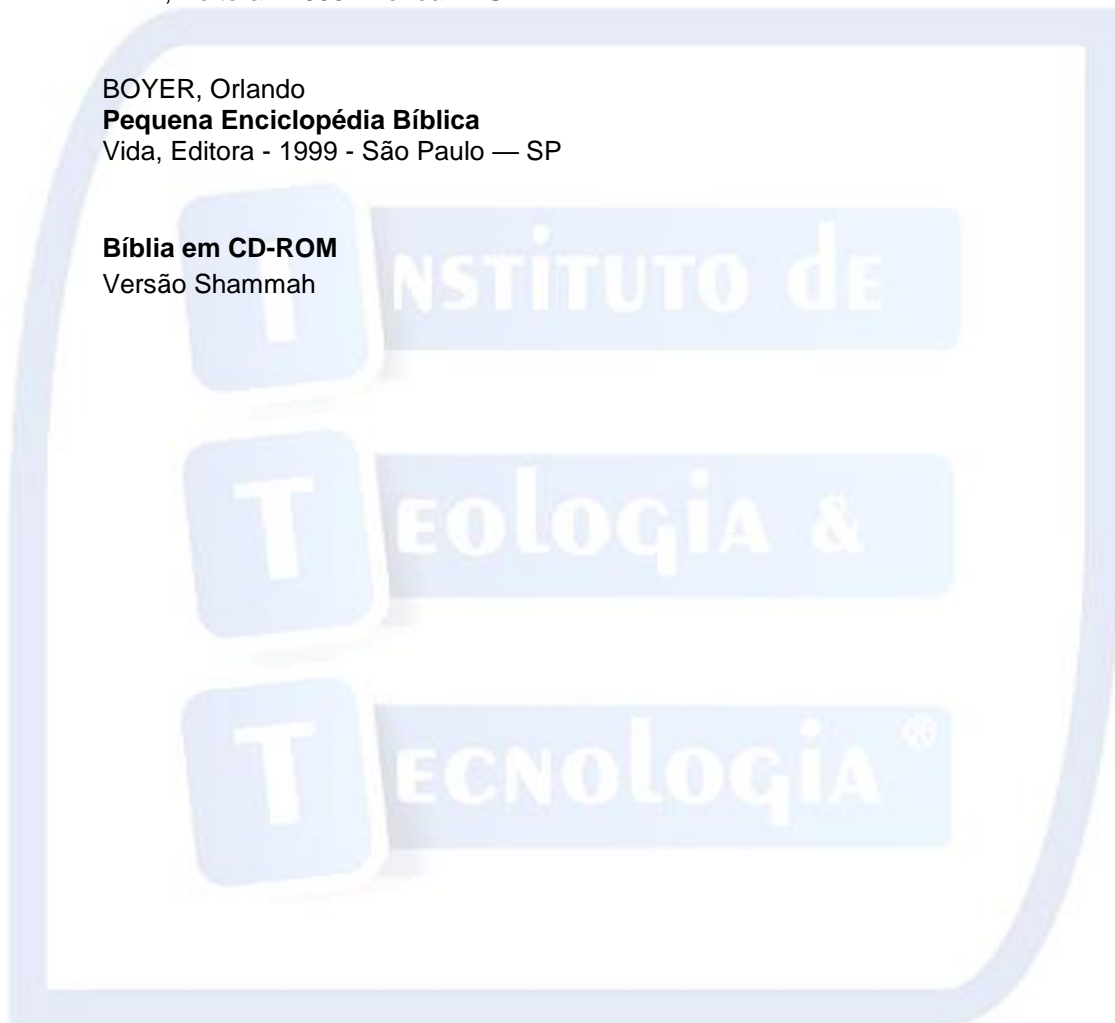 BOYER, Orlando
Pequena Enciclopédia Bíblica
Vida, Editora - 1999 - São Paulo — SP
Bíblia em CD-ROM
Versão Shammah
I NSTITUTO dE
T EOlOGIA &
T ECNOlOGIA ®